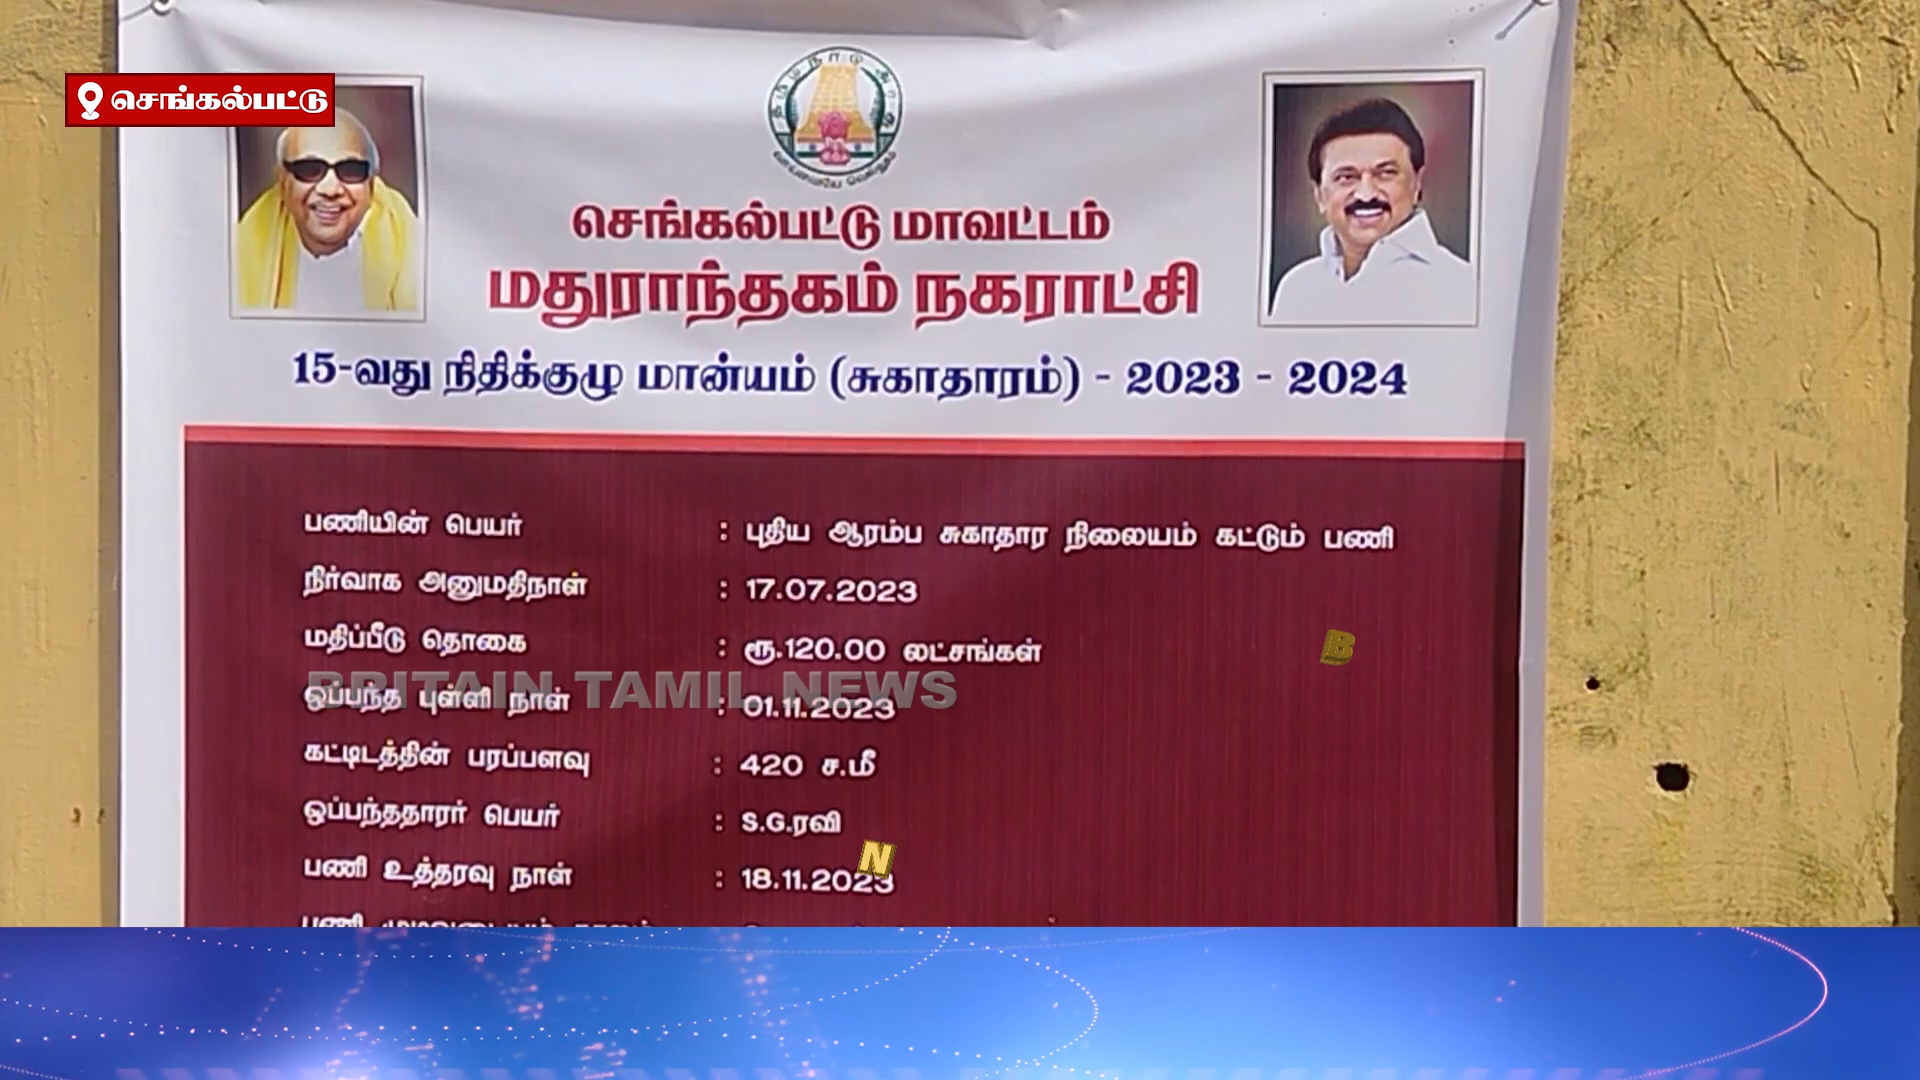 செங்கல்பட்டு
தமிழ்நாடு அரசு
வாய்மையே வெல்லும்
செங்கல்பட்டு மாவட்டம்
மதுராந்தகம் நகராட்சி
15-வது நிதிக்குழு மான்யம் (சுகாதாரம்) - 2023 - 2024
பணியின் பெயர் : புதிய ஆரம்ப சுகாதார நிலையம் கட்டும் பணி
நிர்வாக அனுமதிநாள் : 17.07.2023
மதிப்பீடு தொகை : ரூ.120.00 லட்சங்கள்
BRITAIN TAMIL NEWS
ஒப்பந்த புள்ளி நாள் : 01.11.2023
கட்டிடத்தின் பரப்பளவு : 420 ச.மீ
ஒப்பந்ததாரர் பெயர் : S.G.ரவி
பணி உத்தரவு நாள் : 18.11.2023
பணி
B
N